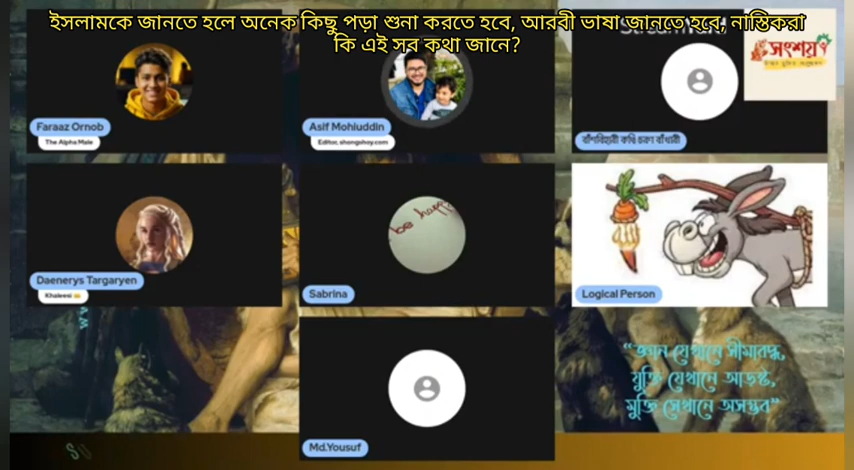 ইসলামকে জানতে হলে অনেক কিছু পড়া শুনা করতে হবে, আরবী ভাষা জানতে হবে, নাস্তিকরা
কি এই সব কথা জানে?
সংশয়
Faraaz Ornob
The Alpha Male
Asif Mohiuddin
Editor, shongshoy.com
be happy
Daenerys Targaryen
Khaleesi
Sabrina
Logical Person
"জ্ঞান যেখানে সীমাবদ্ধ,
যুক্তি যেখানে আড়ষ্ট,
মুক্তি সেখানে অসম্ভব"
Md.Yousuf